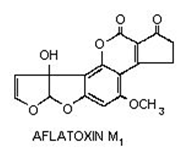 O O
OH O
O O OCH₃
AFLATOXIN M₁